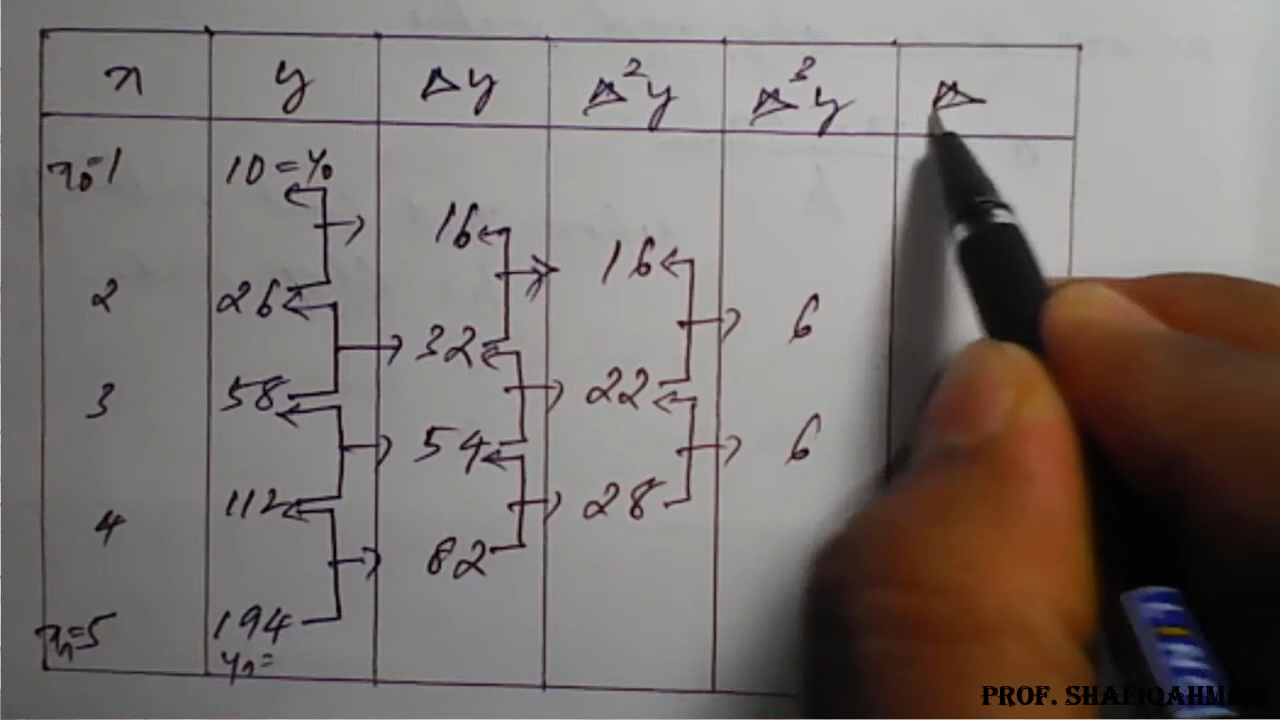 x y Δy Δ²y Δ³y Δ
x₀=1 10=y₀
16
16
2 26 6
32
22
3 58 6
54
28
4 112
82
xₙ=5 194
yₙ=
PROF. SHAFIQAHM